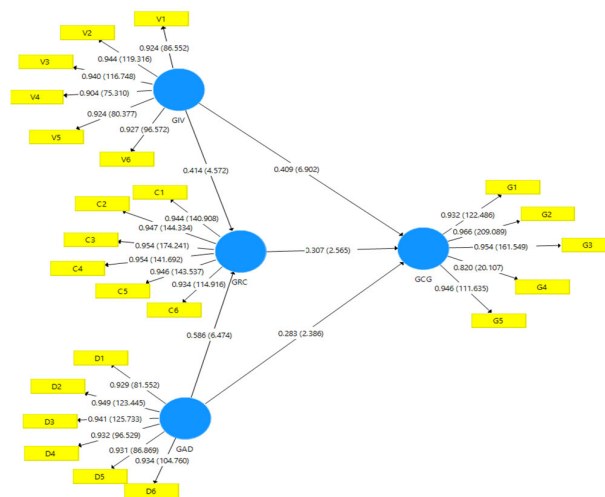 V1
V2
0.924 (86.552)
0.944 (119.316)
V3
0.940 (116.748)
V4
0.904 (75.310)
0.924 (80.377)
GIV
V5
0.927 (96.572)
V6
0.414 (4.572)
0.409 (6.902)
C1
C2
0.944 (140.908)
0.947 (144.334)
C3
0.954 (174.241)
C4
0.954 (141.692)
0.946 (143.537)
GRC
C5
0.934 (114.916)
C6
0.307 (2.565)
G1
0.932 (122.486)
G2
0.966 (209.089)
G3
0.954 (161.549)
GCG
0.820 (20.107)
G4
0.946 (111.635)
G5
0.586 (6.474)
0.283 (2.386)
D1
0.929 (81.552)
D2
0.949 (123.445)
D3
0.941 (125.733)
0.932 (96.529)
GAD
D4
0.931 (86.869)
0.934 (104.760)
D5
D6